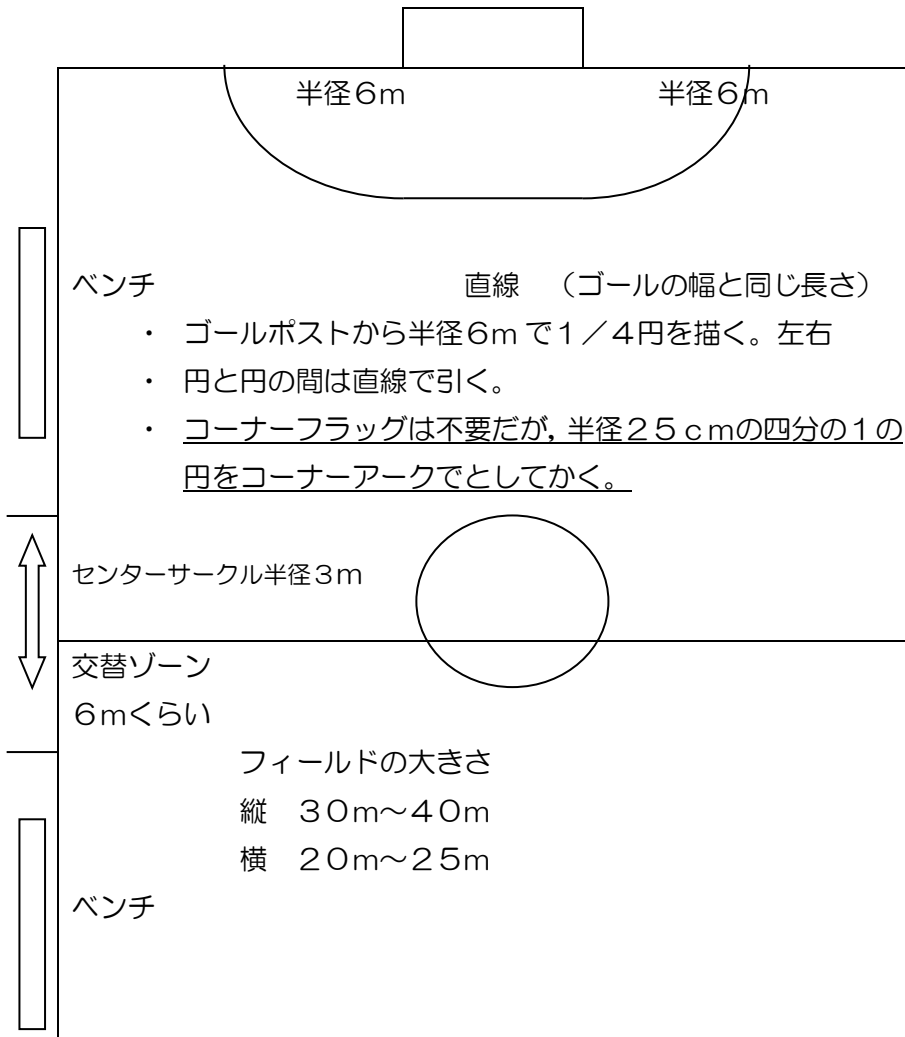 半径６ｍ　半径６ｍ
ベンチ　直線　（ゴールの幅と同じ長さ）
・　ゴールポストから半径６ｍで１／４円を描く。左右
・　円と円の間は直線で引く。
・　コーナーフラッグは不要だが，半径２５ｃｍの四分の１の
円をコーナーアークでとしてかく。
センターサークル半径３ｍ
交替ゾーン
６ｍくらい
フィールドの大きさ
縦　３０ｍ～４０ｍ
横　２０ｍ～２５ｍ
ベンチ